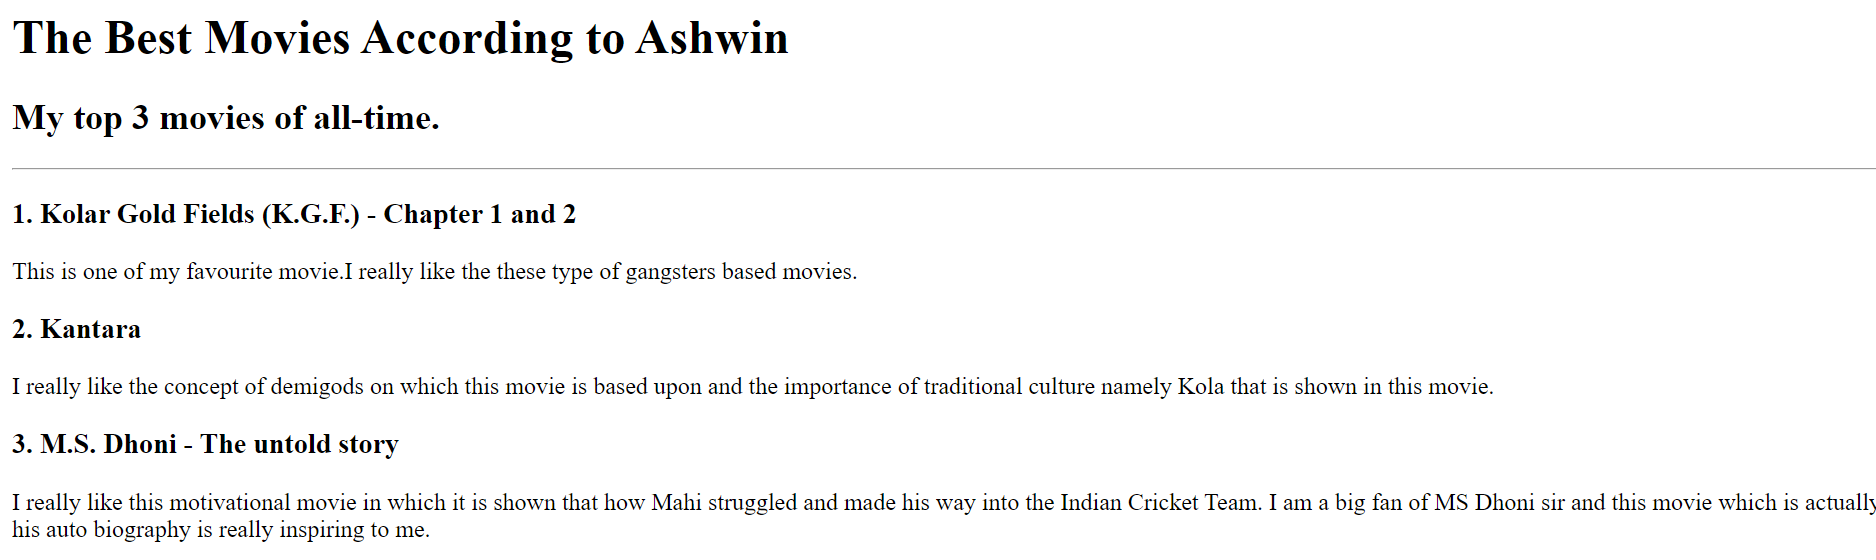 The Best Movies According to Ashwin
My top 3 movies of all-time.
1. Kolar Gold Fields (K.G.F.) - Chapter 1 and 2
This is one of my favourite movie.I really like the these type of gangsters based movies.
2. Kantara
I really like the concept of demigods on which this movie is based upon and the importance of traditional culture namely Kola that is shown in this movie.
3. M.S. Dhoni - The untold story
I really like this motivational movie in which it is shown that how Mahi struggled and made his way into the Indian Cricket Team. I am a big fan of MS Dhoni sir and this movie which is actually
his auto biography is really inspiring to me.